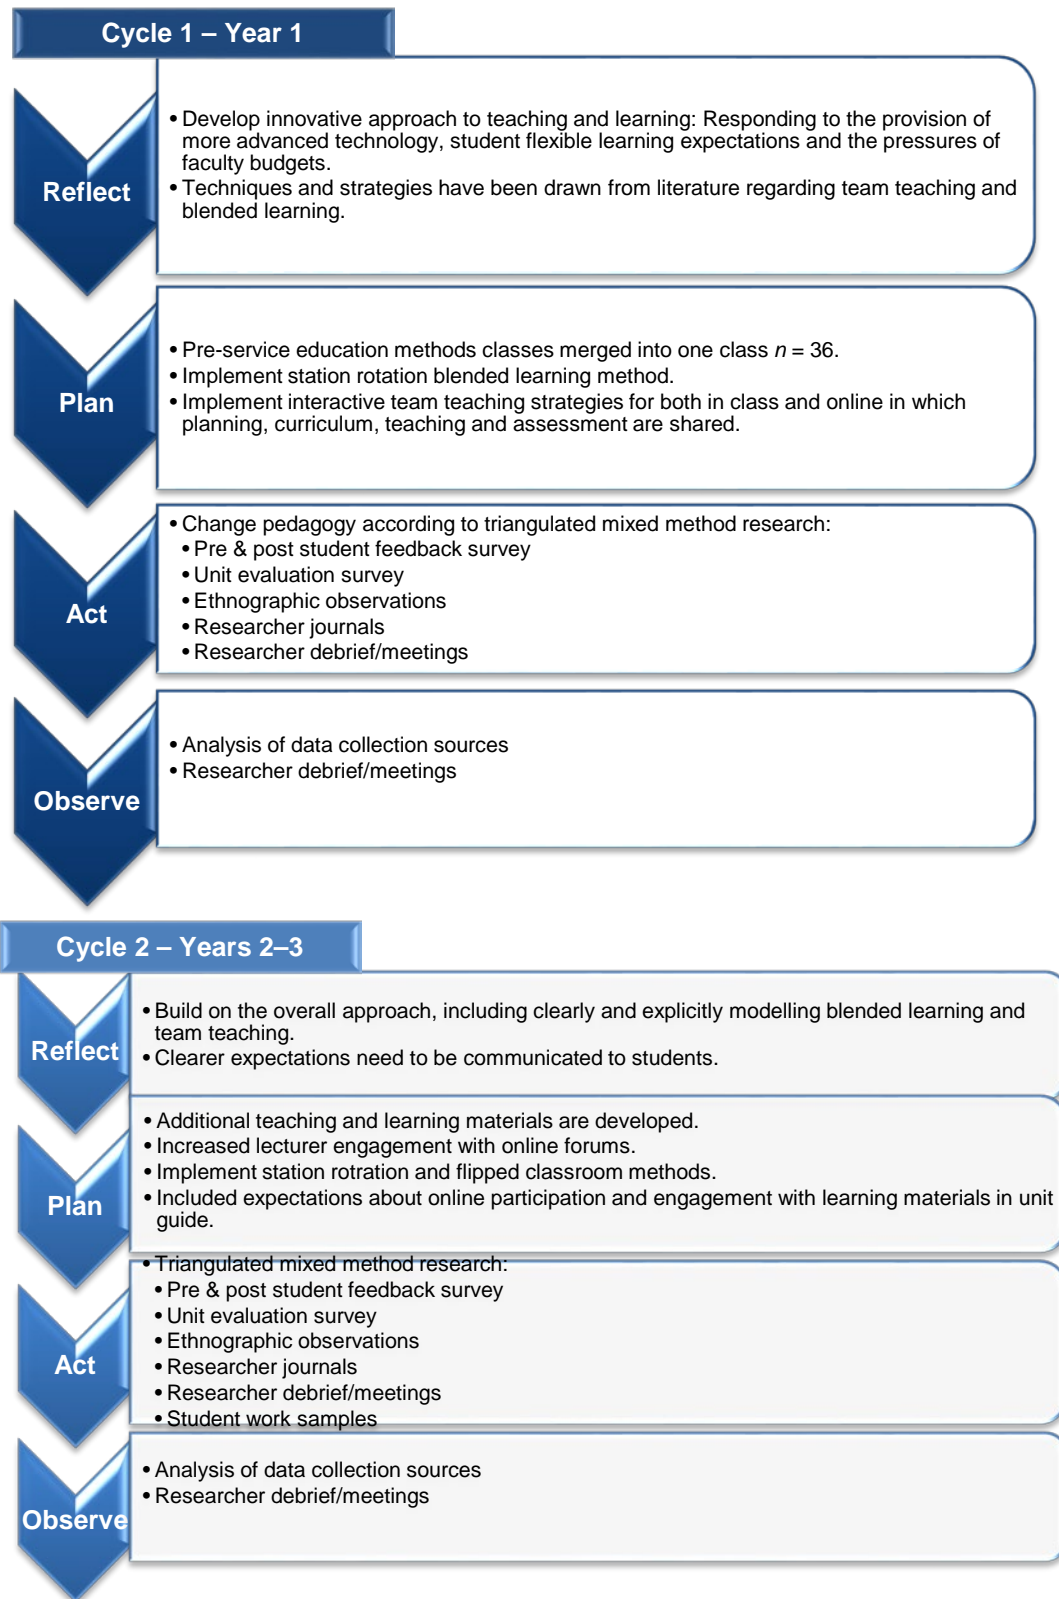 Cycle 1 – Year 1
Reflect
• Develop innovative approach to teaching and learning: Responding to the provision of
more advanced technology, student flexible learning expectations and the pressures of
faculty budgets.
• Techniques and strategies have been drawn from literature regarding team teaching and
blended learning.
Plan
• Pre-service education methods classes merged into one class n = 36.
• Implement station rotation blended learning method.
• Implement interactive team teaching strategies for both in class and online in which
planning, curriculum, teaching and assessment are shared.
Act
• Change pedagogy according to triangulated mixed method research:
• Pre & post student feedback survey
• Unit evaluation survey
• Ethnographic observations
• Researcher journals
• Researcher debrief/meetings
Observe
• Analysis of data collection sources
• Researcher debrief/meetings
Cycle 2 – Years 2–3
Reflect
• Build on the overall approach, including clearly and explicitly modelling blended learning and
team teaching.
• Clearer expectations need to be communicated to students.
Plan
• Additional teaching and learning materials are developed.
• Increased lecturer engagement with online forums.
• Implement station rotration and flipped classroom methods.
• Included expectations about online participation and engagement with learning materials in unit
guide.
Act
• Triangulated mixed method research:
• Pre & post student feedback survey
• Unit evaluation survey
• Ethnographic observations
• Researcher journals
• Researcher debrief/meetings
• Student work samples
Observe
• Analysis of data collection sources
• Researcher debrief/meetings